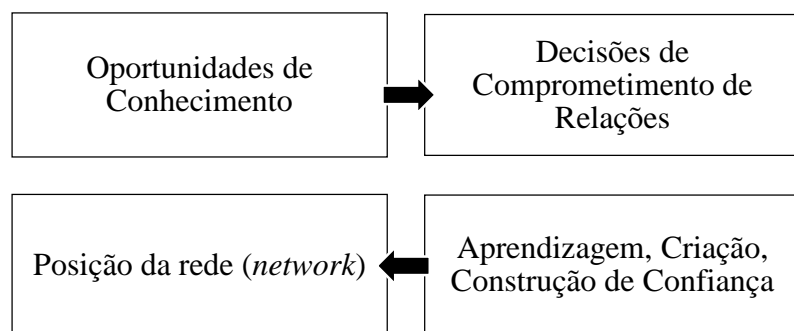 Oportunidades de
Conhecimento
Decisões de
Comprometimento de
Relações
Posição da rede (network)
Aprendizagem, Criação,
Construção de Confiança